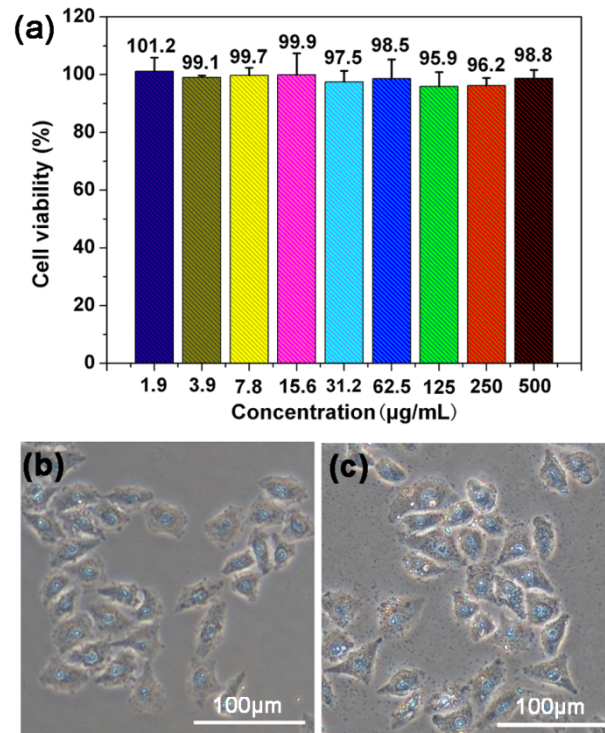 (a)
120
100
80
60
40
20
0
Cell viability (%)
101.2 99.1 99.7 99.9 97.5 98.5 95.9 96.2 98.8
1.9 3.9 7.8 15.6 31.2 62.5 125 250 500
Concentration(μg/mL)
(b) (c)
100μm 100μm